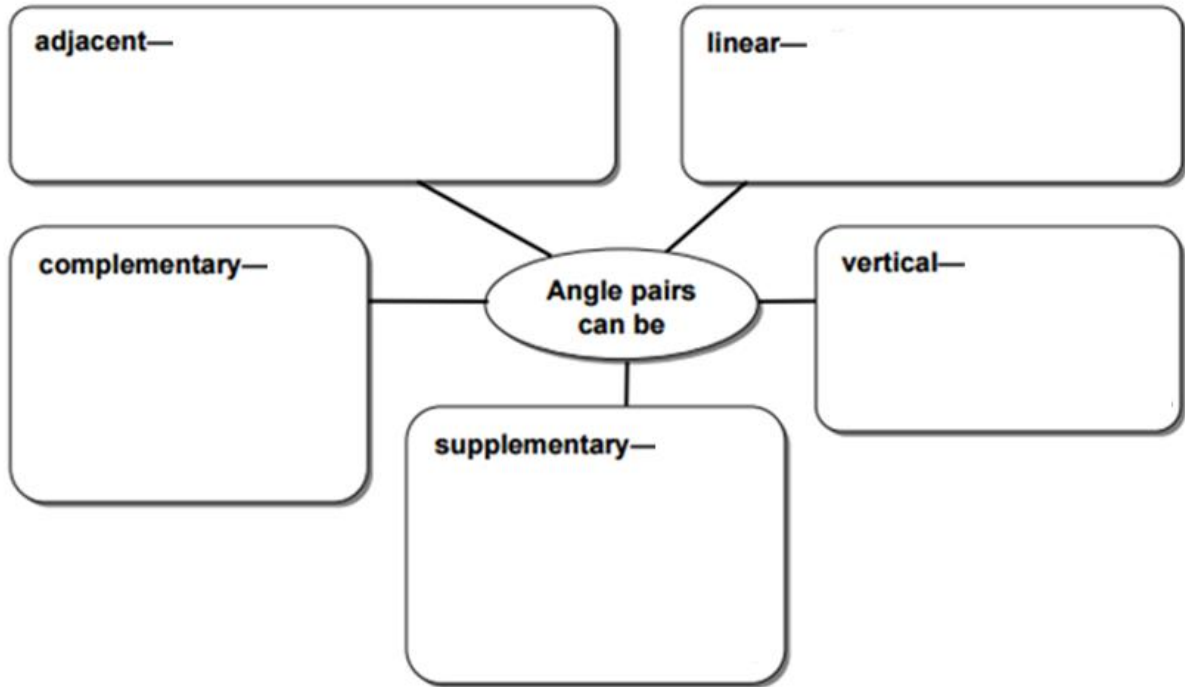 adjacent—
linear—
complementary—
Angle pairs
can be
vertical—
supplementary—